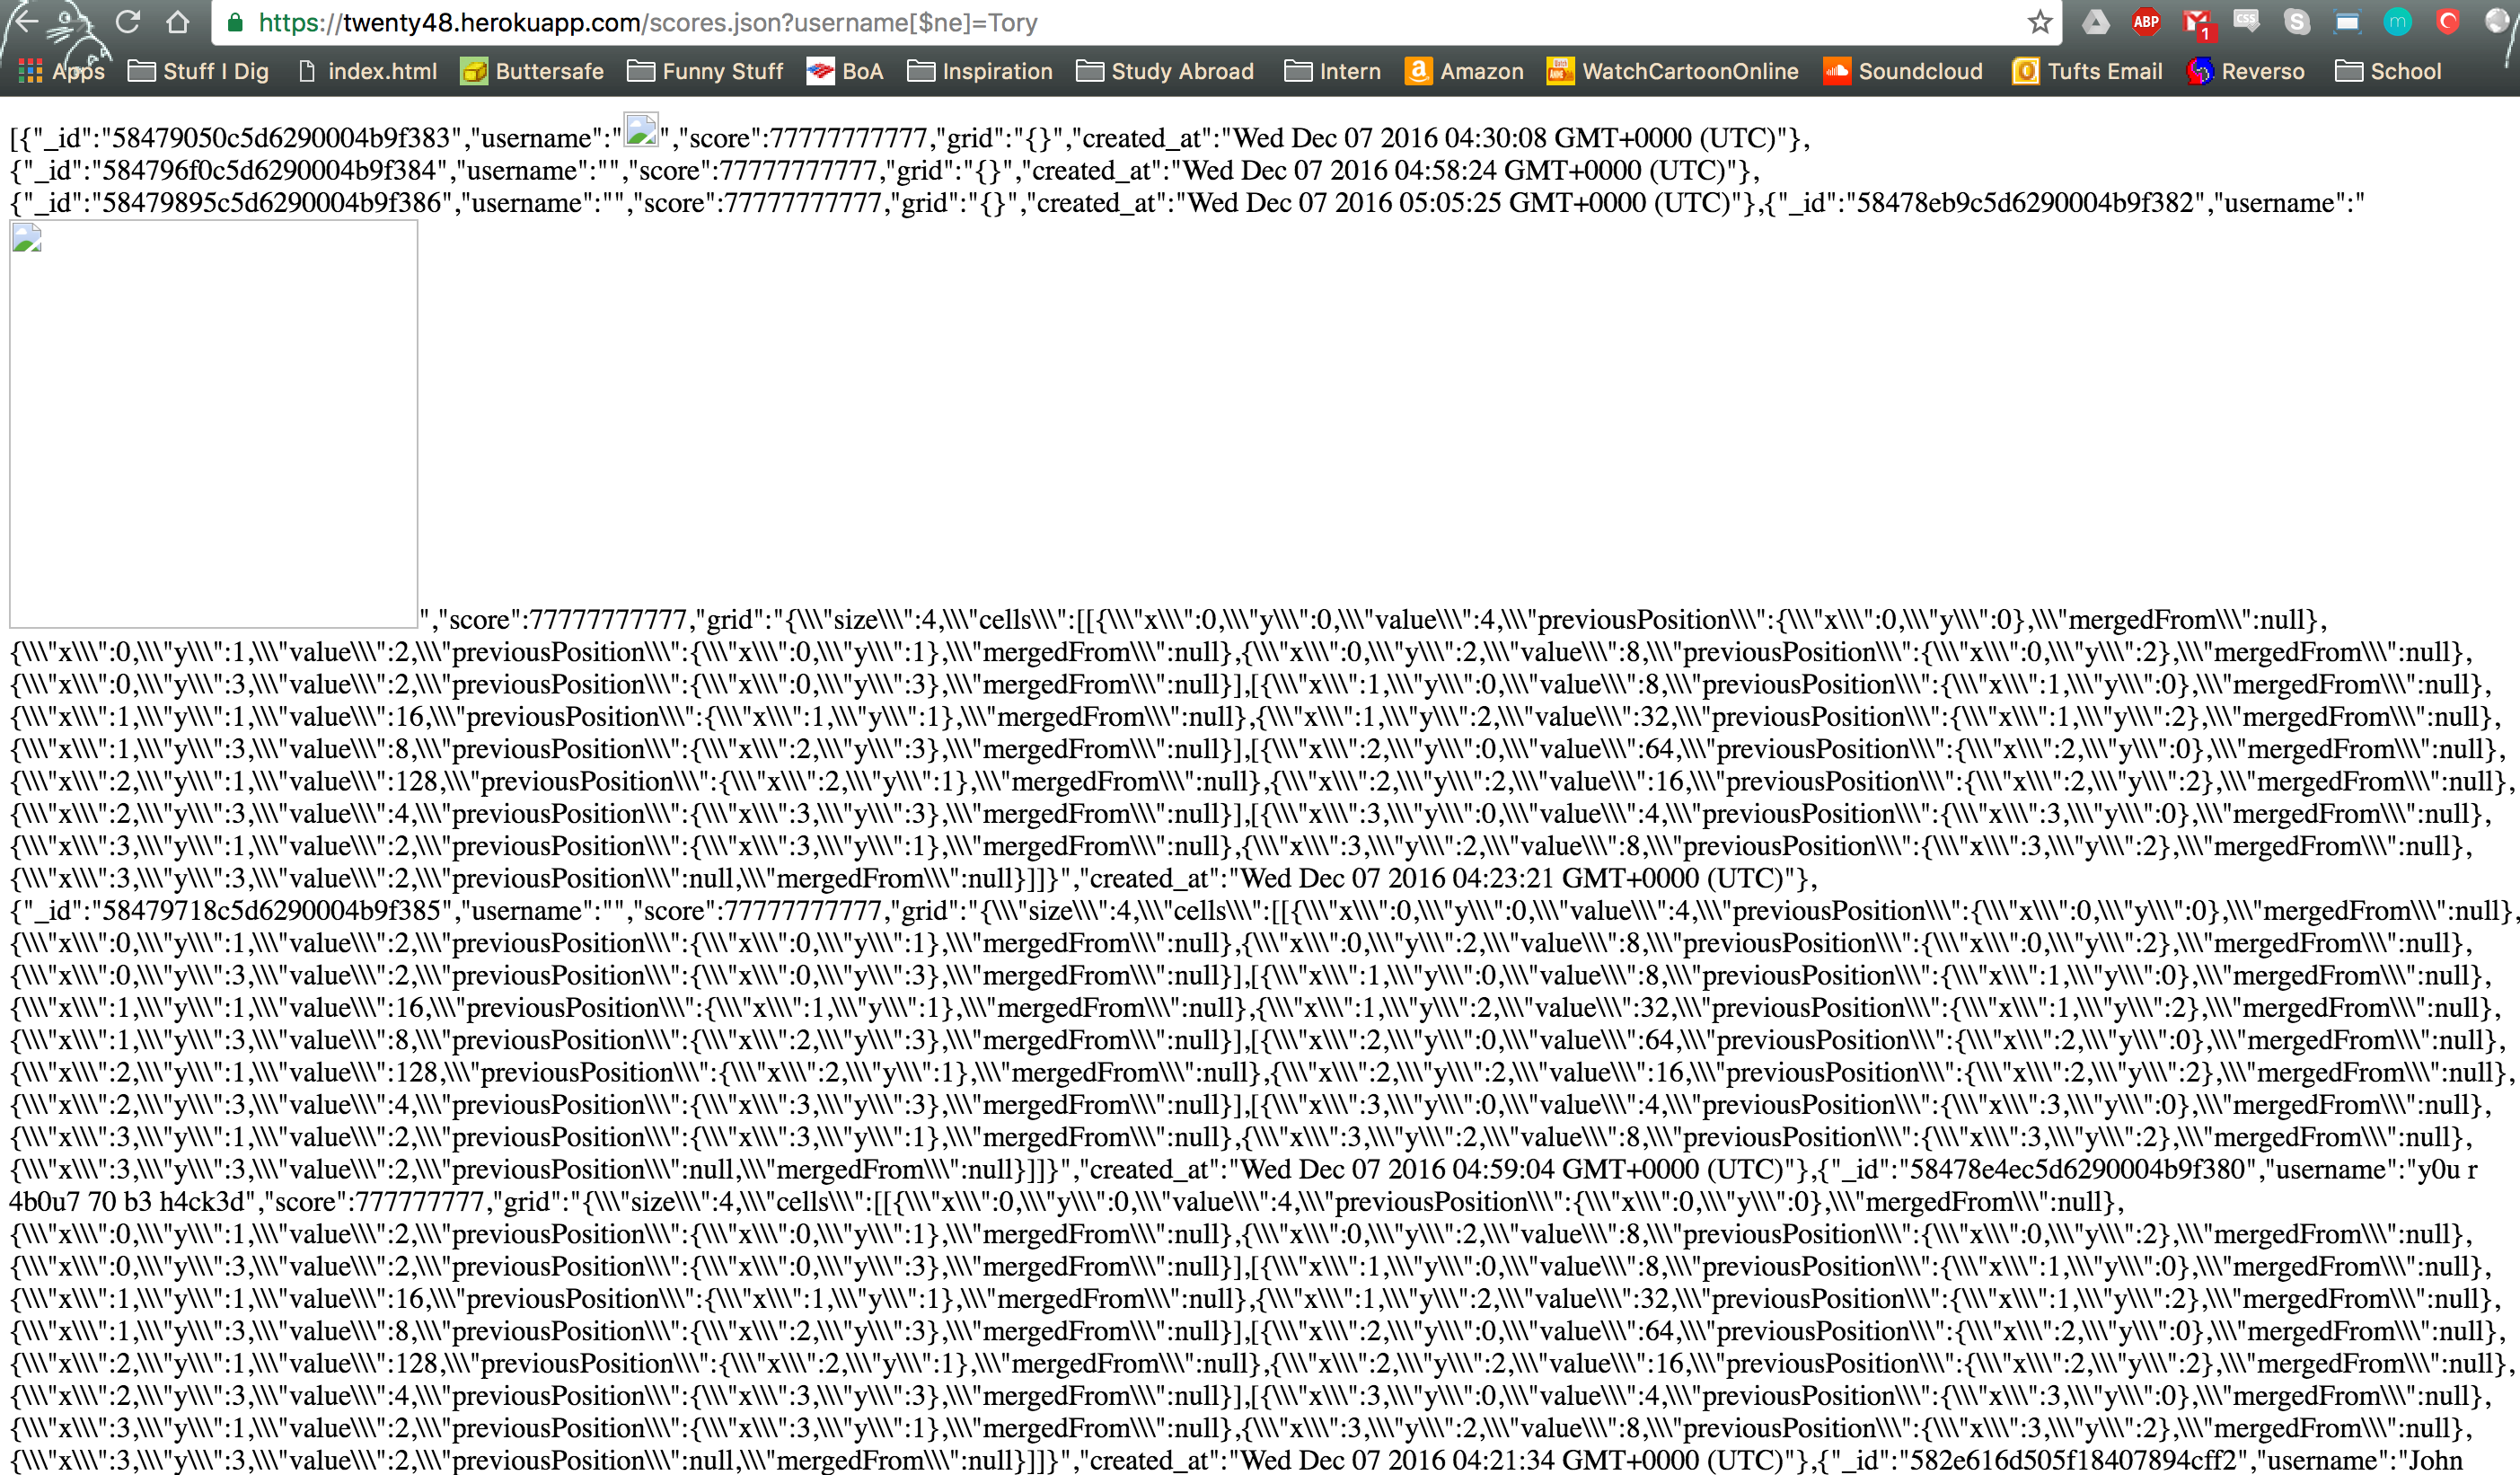 https://twenty48.herokuapp.com/scores.json?username[$ne]=Tory
ABP
1
CSS
S
m
Apps Stuff I Dig index.html Buttersafe Funny Stuff BoA Inspiration Study Abroad Intern Amazon WatchCartoonOnline Soundcloud Tufts Email Reverso School
[{"_id":"58479050c5d6290004b9f383","username":"","score":77777777777,"grid":"{}","created_at":"Wed Dec 07 2016 04:30:08 GMT+0000 (UTC)"},
{"_id":"584796f0c5d6290004b9f384","username":"","score":77777777777,"grid":"{}","created_at":"Wed Dec 07 2016 04:58:24 GMT+0000 (UTC)"},
{"_id":"58479895c5d6290004b9f386","username":"","score":77777777777,"grid":"{}","created_at":"Wed Dec 07 2016 05:05:25 GMT+0000 (UTC)"},{"_id":"58478eb9c5d6290004b9f382","username":"
","score":77777777777,"grid":"{\\\"size\\\":4,\\\"cells\\\":[[{\\\"x\\\":0,\\\"y\\\":0,\\\"value\\\":4,\\\"previousPosition\\\":{\\\"x\\\":0,\\\"y\\\":0},\\\"mergedFrom\\\":null},
{\\\"x\\\":0,\\\"y\\\":1,\\\"value\\\":2,\\\"previousPosition\\\":{\\\"x\\\":0,\\\"y\\\":1},\\\"mergedFrom\\\":null},{\\\"x\\\":0,\\\"y\\\":2,\\\"value\\\":8,\\\"previousPosition\\\":{\\\"x\\\":0,\\\"y\\\":2},\\\"mergedFrom\\\":null},
{\\\"x\\\":0,\\\"y\\\":3,\\\"value\\\":2,\\\"previousPosition\\\":{\\\"x\\\":0,\\\"y\\\":3},\\\"mergedFrom\\\":null}],[{\\\"x\\\":1,\\\"y\\\":0,\\\"value\\\":8,\\\"previousPosition\\\":{\\\"x\\\":1,\\\"y\\\":0},\\\"mergedFrom\\\":null},
{\\\"x\\\":1,\\\"y\\\":1,\\\"value\\\":16,\\\"previousPosition\\\":{\\\"x\\\":1,\\\"y\\\":1},\\\"mergedFrom\\\":null},{\\\"x\\\":1,\\\"y\\\":2,\\\"value\\\":32,\\\"previousPosition\\\":{\\\"x\\\":1,\\\"y\\\":2},\\\"mergedFrom\\\":null},
{\\\"x\\\":1,\\\"y\\\":3,\\\"value\\\":8,\\\"previousPosition\\\":{\\\"x\\\":2,\\\"y\\\":3},\\\"mergedFrom\\\":null}],[{\\\"x\\\":2,\\\"y\\\":0,\\\"value\\\":64,\\\"previousPosition\\\":{\\\"x\\\":2,\\\"y\\\":0},\\\"mergedFrom\\\":null},
{\\\"x\\\":2,\\\"y\\\":1,\\\"value\\\":128,\\\"previousPosition\\\":{\\\"x\\\":2,\\\"y\\\":1},\\\"mergedFrom\\\":null},{\\\"x\\\":2,\\\"y\\\":2,\\\"value\\\":16,\\\"previousPosition\\\":{\\\"x\\\":2,\\\"y\\\":2},\\\"mergedFrom\\\":null},
{\\\"x\\\":2,\\\"y\\\":3,\\\"value\\\":4,\\\"previousPosition\\\":{\\\"x\\\":3,\\\"y\\\":3},\\\"mergedFrom\\\":null}],[{\\\"x\\\":3,\\\"y\\\":0,\\\"value\\\":4,\\\"previousPosition\\\":{\\\"x\\\":3,\\\"y\\\":0},\\\"mergedFrom\\\":null},
{\\\"x\\\":3,\\\"y\\\":1,\\\"value\\\":2,\\\"previousPosition\\\":{\\\"x\\\":3,\\\"y\\\":1},\\\"mergedFrom\\\":null},{\\\"x\\\":3,\\\"y\\\":2,\\\"value\\\":8,\\\"previousPosition\\\":{\\\"x\\\":3,\\\"y\\\":2},\\\"mergedFrom\\\":null},
{\\\"x\\\":3,\\\"y\\\":3,\\\"value\\\":2,\\\"previousPosition\\\":null,\\\"mergedFrom\\\":null}]]}","created_at":"Wed Dec 07 2016 04:23:21 GMT+0000 (UTC)"},
{"_id":"58479718c5d6290004b9f385","username":"","score":77777777777,"grid":"{\\\"size\\\":4,\\\"cells\\\":[[{\\\"x\\\":0,\\\"y\\\":0,\\\"value\\\":4,\\\"previousPosition\\\":{\\\"x\\\":0,\\\"y\\\":0},\\\"mergedFrom\\\":null},
{\\\"x\\\":0,\\\"y\\\":1,\\\"value\\\":2,\\\"previousPosition\\\":{\\\"x\\\":0,\\\"y\\\":1},\\\"mergedFrom\\\":null},{\\\"x\\\":0,\\\"y\\\":2,\\\"value\\\":8,\\\"previousPosition\\\":{\\\"x\\\":0,\\\"y\\\":2},\\\"mergedFrom\\\":null},
{\\\"x\\\":0,\\\"y\\\":3,\\\"value\\\":2,\\\"previousPosition\\\":{\\\"x\\\":0,\\\"y\\\":3},\\\"mergedFrom\\\":null}],[{\\\"x\\\":1,\\\"y\\\":0,\\\"value\\\":8,\\\"previousPosition\\\":{\\\"x\\\":1,\\\"y\\\":0},\\\"mergedFrom\\\":null},
{\\\"x\\\":1,\\\"y\\\":1,\\\"value\\\":16,\\\"previousPosition\\\":{\\\"x\\\":1,\\\"y\\\":1},\\\"mergedFrom\\\":null},{\\\"x\\\":1,\\\"y\\\":2,\\\"value\\\":32,\\\"previousPosition\\\":{\\\"x\\\":1,\\\"y\\\":2},\\\"mergedFrom\\\":null},
{\\\"x\\\":1,\\\"y\\\":3,\\\"value\\\":8,\\\"previousPosition\\\":{\\\"x\\\":2,\\\"y\\\":3},\\\"mergedFrom\\\":null}],[{\\\"x\\\":2,\\\"y\\\":0,\\\"value\\\":64,\\\"previousPosition\\\":{\\\"x\\\":2,\\\"y\\\":0},\\\"mergedFrom\\\":null},
{\\\"x\\\":2,\\\"y\\\":1,\\\"value\\\":128,\\\"previousPosition\\\":{\\\"x\\\":2,\\\"y\\\":1},\\\"mergedFrom\\\":null},{\\\"x\\\":2,\\\"y\\\":2,\\\"value\\\":16,\\\"previousPosition\\\":{\\\"x\\\":2,\\\"y\\\":2},\\\"mergedFrom\\\":null},
{\\\"x\\\":2,\\\"y\\\":3,\\\"value\\\":4,\\\"previousPosition\\\":{\\\"x\\\":3,\\\"y\\\":3},\\\"mergedFrom\\\":null}],[{\\\"x\\\":3,\\\"y\\\":0,\\\"value\\\":4,\\\"previousPosition\\\":{\\\"x\\\":3,\\\"y\\\":0},\\\"mergedFrom\\\":null},
{\\\"x\\\":3,\\\"y\\\":1,\\\"value\\\":2,\\\"previousPosition\\\":{\\\"x\\\":3,\\\"y\\\":1},\\\"mergedFrom\\\":null},{\\\"x\\\":3,\\\"y\\\":2,\\\"value\\\":8,\\\"previousPosition\\\":{\\\"x\\\":3,\\\"y\\\":2},\\\"mergedFrom\\\":null},
{\\\"x\\\":3,\\\"y\\\":3,\\\"value\\\":2,\\\"previousPosition\\\":null,\\\"mergedFrom\\\":null}]]}","created_at":"Wed Dec 07 2016 04:59:04 GMT+0000 (UTC)"},{"_id":"58478e4ec5d6290004b9f380","username":"y0u r
4b0u7 70 b3 h4ck3d","score":777777777,"grid":"{\\\"size\\\":4,\\\"cells\\\":[[{\\\"x\\\":0,\\\"y\\\":0,\\\"value\\\":4,\\\"previousPosition\\\":{\\\"x\\\":0,\\\"y\\\":0},\\\"mergedFrom\\\":null},
{\\\"x\\\":0,\\\"y\\\":1,\\\"value\\\":2,\\\"previousPosition\\\":{\\\"x\\\":0,\\\"y\\\":1},\\\"mergedFrom\\\":null},{\\\"x\\\":0,\\\"y\\\":2,\\\"value\\\":8,\\\"previousPosition\\\":{\\\"x\\\":0,\\\"y\\\":2},\\\"mergedFrom\\\":null},
{\\\"x\\\":0,\\\"y\\\":3,\\\"value\\\":2,\\\"previousPosition\\\":{\\\"x\\\":0,\\\"y\\\":3},\\\"mergedFrom\\\":null}],[{\\\"x\\\":1,\\\"y\\\":0,\\\"value\\\":8,\\\"previousPosition\\\":{\\\"x\\\":1,\\\"y\\\":0},\\\"mergedFrom\\\":null},
{\\\"x\\\":1,\\\"y\\\":1,\\\"value\\\":16,\\\"previousPosition\\\":{\\\"x\\\":1,\\\"y\\\":1},\\\"mergedFrom\\\":null},{\\\"x\\\":1,\\\"y\\\":2,\\\"value\\\":32,\\\"previousPosition\\\":{\\\"x\\\":1,\\\"y\\\":2},\\\"mergedFrom\\\":null},
{\\\"x\\\":1,\\\"y\\\":3,\\\"value\\\":8,\\\"previousPosition\\\":{\\\"x\\\":2,\\\"y\\\":3},\\\"mergedFrom\\\":null}],[{\\\"x\\\":2,\\\"y\\\":0,\\\"value\\\":64,\\\"previousPosition\\\":{\\\"x\\\":2,\\\"y\\\":0},\\\"mergedFrom\\\":null},
{\\\"x\\\":2,\\\"y\\\":1,\\\"value\\\":128,\\\"previousPosition\\\":{\\\"x\\\":2,\\\"y\\\":1},\\\"mergedFrom\\\":null},{\\\"x\\\":2,\\\"y\\\":2,\\\"value\\\":16,\\\"previousPosition\\\":{\\\"x\\\":2,\\\"y\\\":2},\\\"mergedFrom\\\":null},
{\\\"x\\\":2,\\\"y\\\":3,\\\"value\\\":4,\\\"previousPosition\\\":{\\\"x\\\":3,\\\"y\\\":3},\\\"mergedFrom\\\":null}],[{\\\"x\\\":3,\\\"y\\\":0,\\\"value\\\":4,\\\"previousPosition\\\":{\\\"x\\\":3,\\\"y\\\":0},\\\"mergedFrom\\\":null},
{\\\"x\\\":3,\\\"y\\\":1,\\\"value\\\":2,\\\"previousPosition\\\":{\\\"x\\\":3,\\\"y\\\":1},\\\"mergedFrom\\\":null},{\\\"x\\\":3,\\\"y\\\":2,\\\"value\\\":8,\\\"previousPosition\\\":{\\\"x\\\":3,\\\"y\\\":2},\\\"mergedFrom\\\":null},
{\\\"x\\\":3,\\\"y\\\":3,\\\"value\\\":2,\\\"previousPosition\\\":null,\\\"mergedFrom\\\":null}]]}","created_at":"Wed Dec 07 2016 04:21:34 GMT+0000 (UTC)"},{"_id":"582e616d505f18407894cff2","username":"John